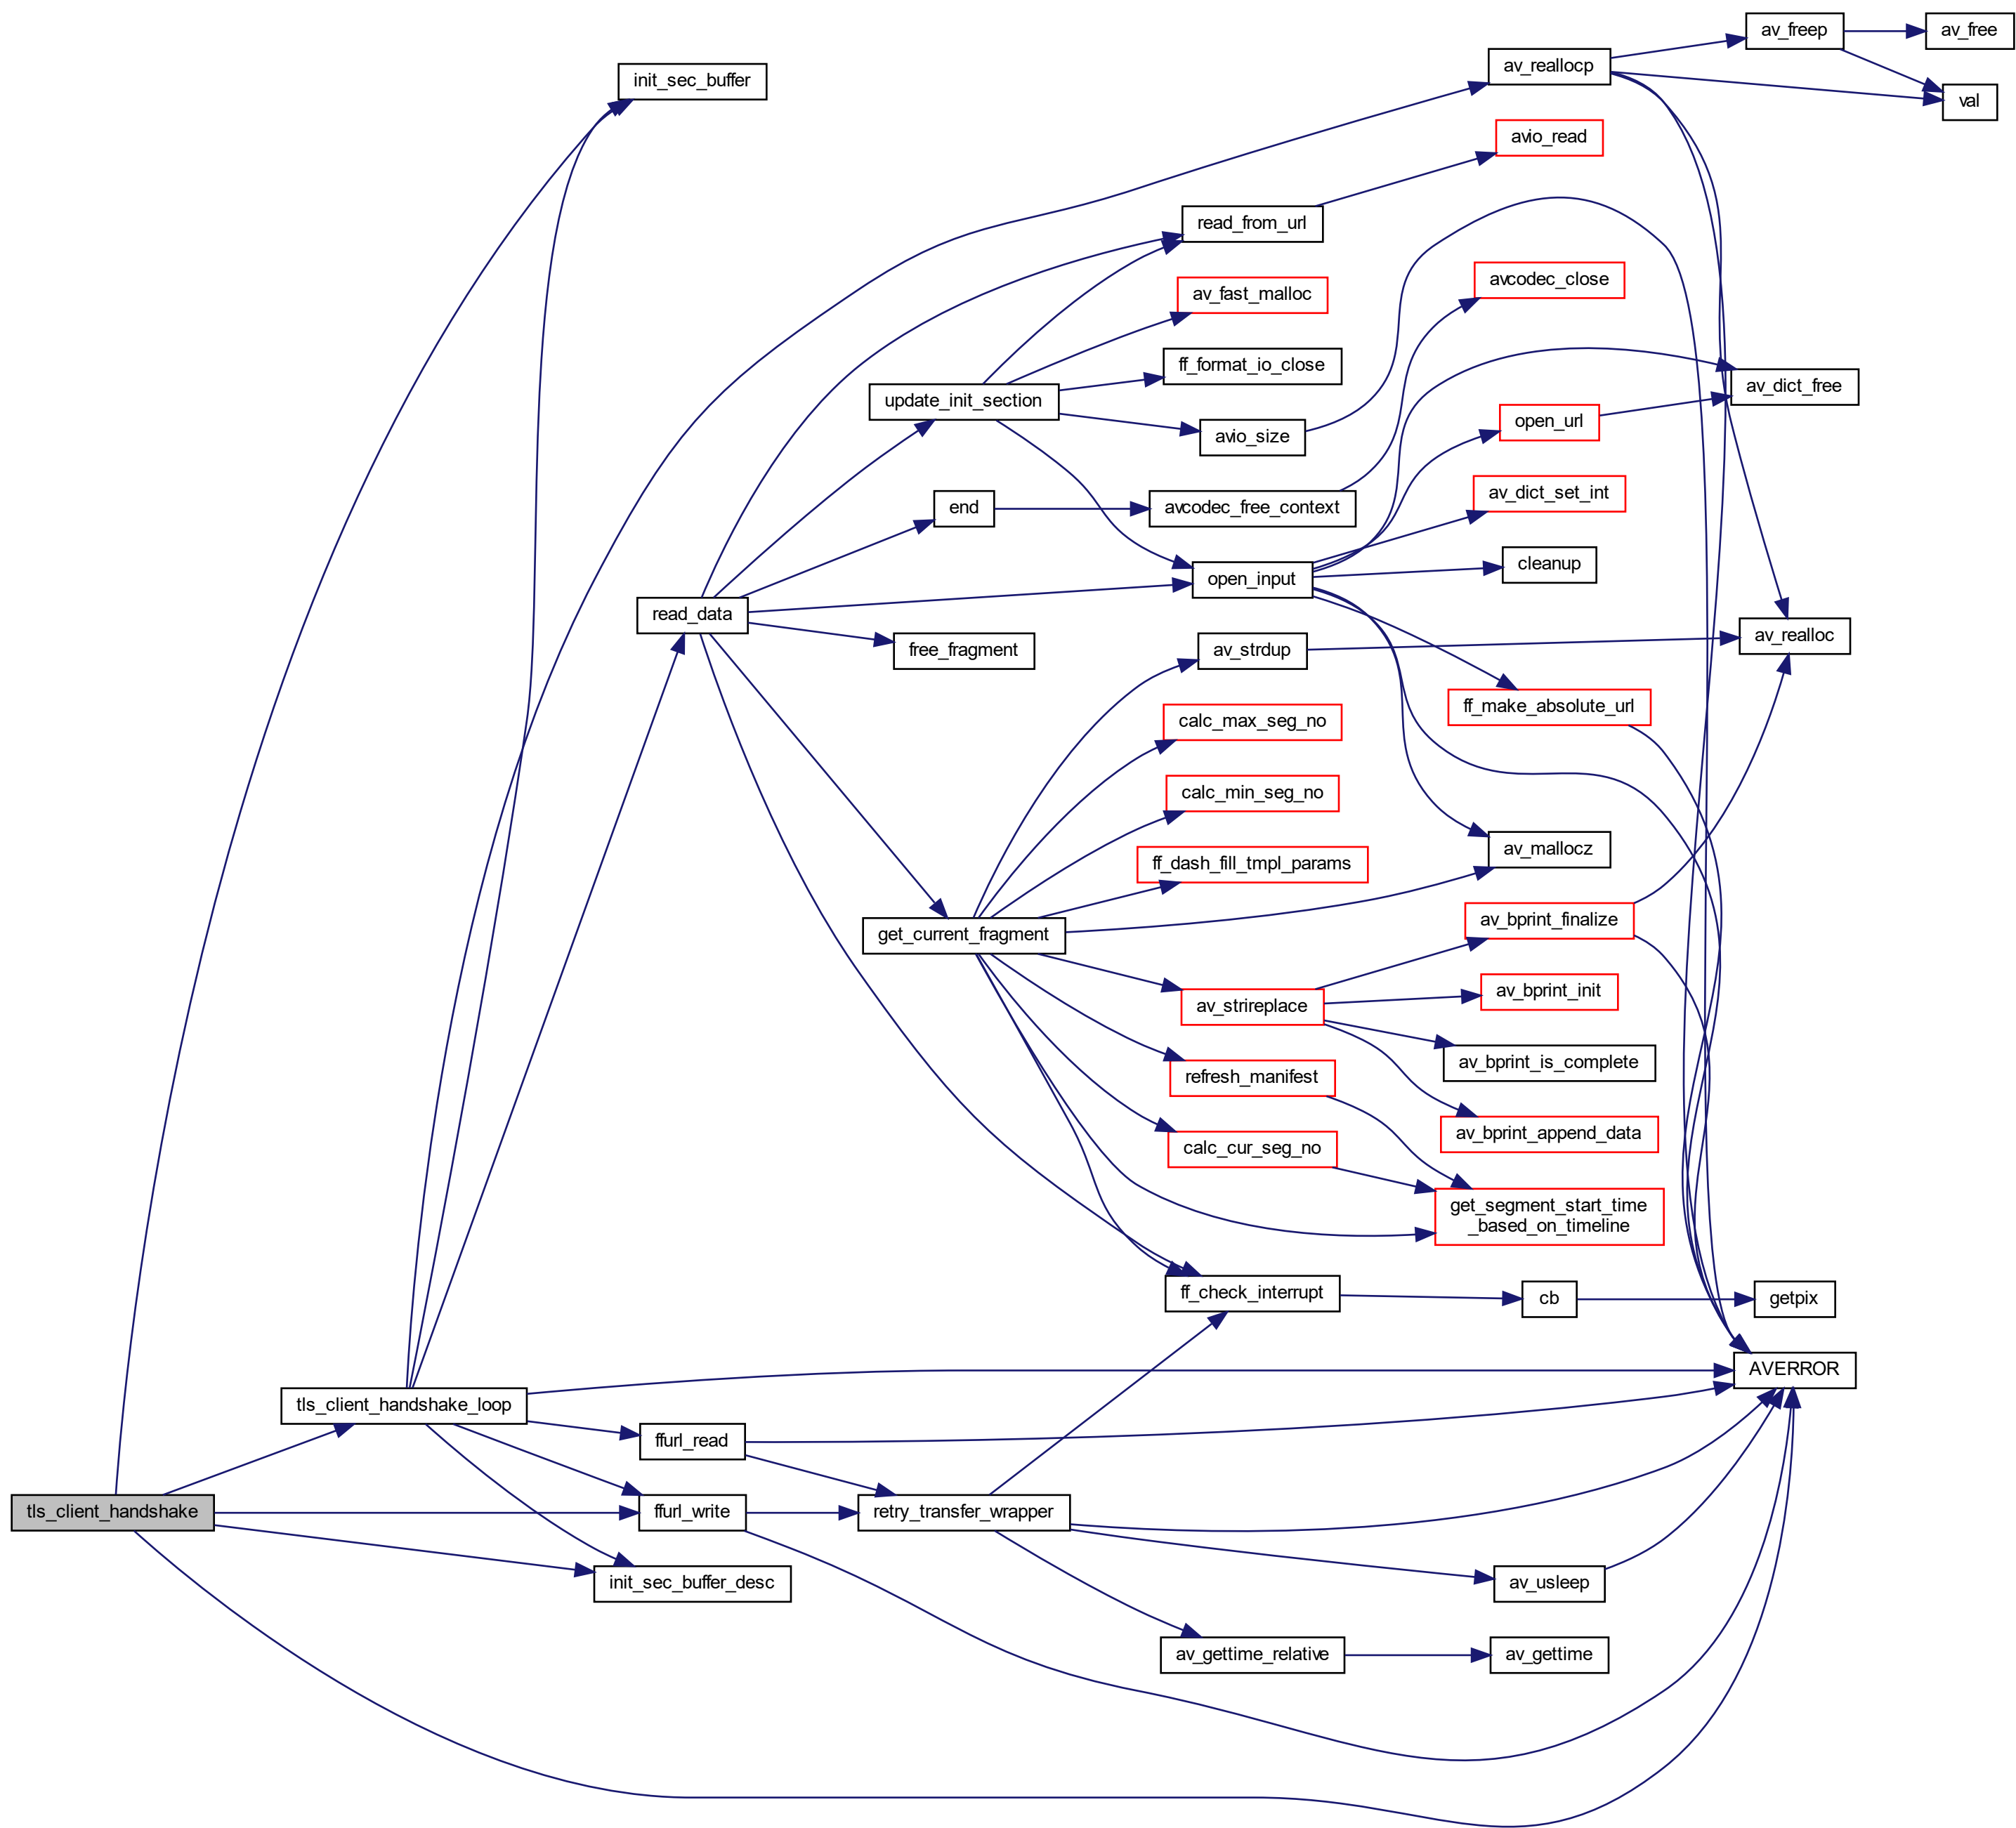 av_freep
av_free
av_reallocp
init_sec_buffer
val
avio_read
read_from_url
avcodec_close
av_fast_malloc
ff_format_io_close
av_dict_free
update_init_section
open_url
avio_size
av_dict_set_int
end
avcodec_free_context
cleanup
open_input
read_data
av_realloc
free_fragment
av_strdup
ff_make_absolute_url
calc_max_seg_no
calc_min_seg_no
av_mallocz
ff_dash_fill_tmpl_params
av_bprint_finalize
get_current_fragment
av_bprint_init
av_strireplace
av_bprint_is_complete
refresh_manifest
av_bprint_append_data
calc_cur_seg_no
get_segment_start_time
_based_on_timeline
ff_check_interrupt
cb
getpix
AVERROR
tls_client_handshake_loop
ffurl_read
tls_client_handshake
ffurl_write
retry_transfer_wrapper
av_usleep
init_sec_buffer_desc
av_gettime_relative
av_gettime